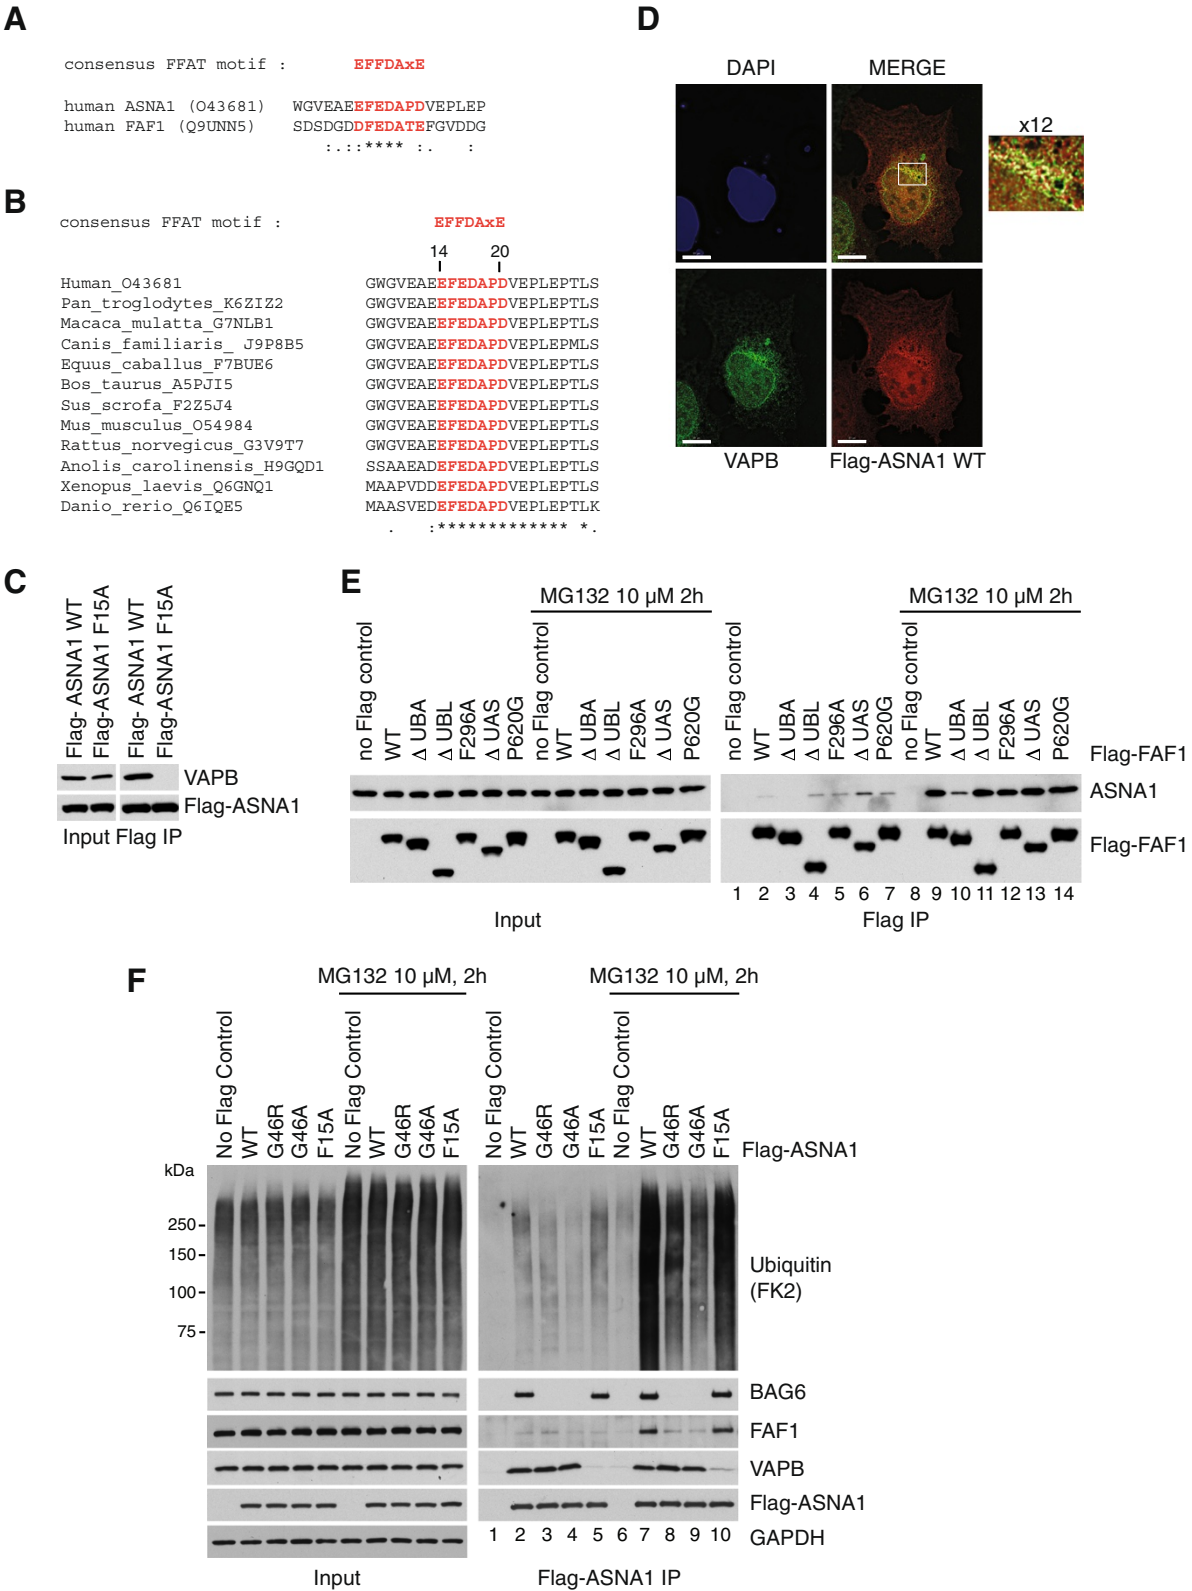 A
consensus FFAT motif : EFFDAxE
human ASNA1 (O43681) WGVEAEEFEDAPDVEPLEP
human FAF1 (Q9UNN5) SDSDGDDFEDATEFGVDDG
:.::**** :. :
B
consensus FFAT motif : EFFDAxE
14 20
Human_O43681 GWGVEAEEFEDAPDVEPLEPTLS
Pan_troglodytes_K6ZIZ2 GWGVEAEEFEDAPDVEPLEPTLS
Macaca_mulatta_G7NLB1 GWGVEAEEFEDAPDVEPLEPTLS
Canis_familiaris_ J9P8B5 GWGVEAEEFEDAPDVEPLEPMLS
Equus_caballus_F7BUE6 GWGVEAEEFEDAPDVEPLEPTLS
Bos_taurus_A5PJI5 GWGVEAEEFEDAPDVEPLEPTLS
Sus_scrofa_F2Z5J4 GWGVEAEEFEDAPDVEPLEPTLS
Mus_musculus_O54984 GWGVEAEEFEDAPDVEPLEPTLS
Rattus_norvegicus_G3V9T7 GWGVEAEEFEDAPDVEPLEPTLS
Anolis_carolinensis_H9GQD1 SSAAEADEFEDAPDVEPLEPTLS
Xenopus_laevis_Q6GNQ1 MAAPVDDEFEDAPDVEPLEPTLS
Danio_rerio_Q6IQE5 MAASVEDEFEDAPDVEPLEPTLK
. :************* *.
C
Flag- ASNA1 WT
Flag-ASNA1 F15A
Flag- ASNA1 WT
Flag-ASNA1 F15A
VAPB
Flag-ASNA1
Input Flag IP
D
DAPI MERGE
x12
VAPB Flag-ASNA1 WT
E
MG132 10 µM 2h MG132 10 µM 2h
no Flag control
WT
Δ UBA
Δ UBL
F296A
Δ UAS
P620G
no Flag control
WT
Δ UBA
Δ UBL
F296A
Δ UAS
P620G
no Flag control
WT
Δ UBA
Δ UBL
F296A
Δ UAS
P620G
no Flag control
WT
Δ UBA
Δ UBL
F296A
Δ UAS
P620G
Flag-FAF1
ASNA1
Flag-FAF1
1 2 3 4 5 6 7 8 9 10 11 12 13 14
Input Flag IP
F
MG132 10 µM, 2h MG132 10 µM, 2h
No Flag Control
WT
G46R
G46A
F15A
No Flag Control
WT
G46R
G46A
F15A
No Flag Control
WT
G46R
G46A
F15A
No Flag Control
WT
G46R
G46A
F15A
Flag-ASNA1
kDa
250
150
100
75
Ubiquitin
(FK2)
BAG6
FAF1
VAPB
Flag-ASNA1
1 2 3 4 5 6 7 8 9 10 GAPDH
Input Flag-ASNA1 IP